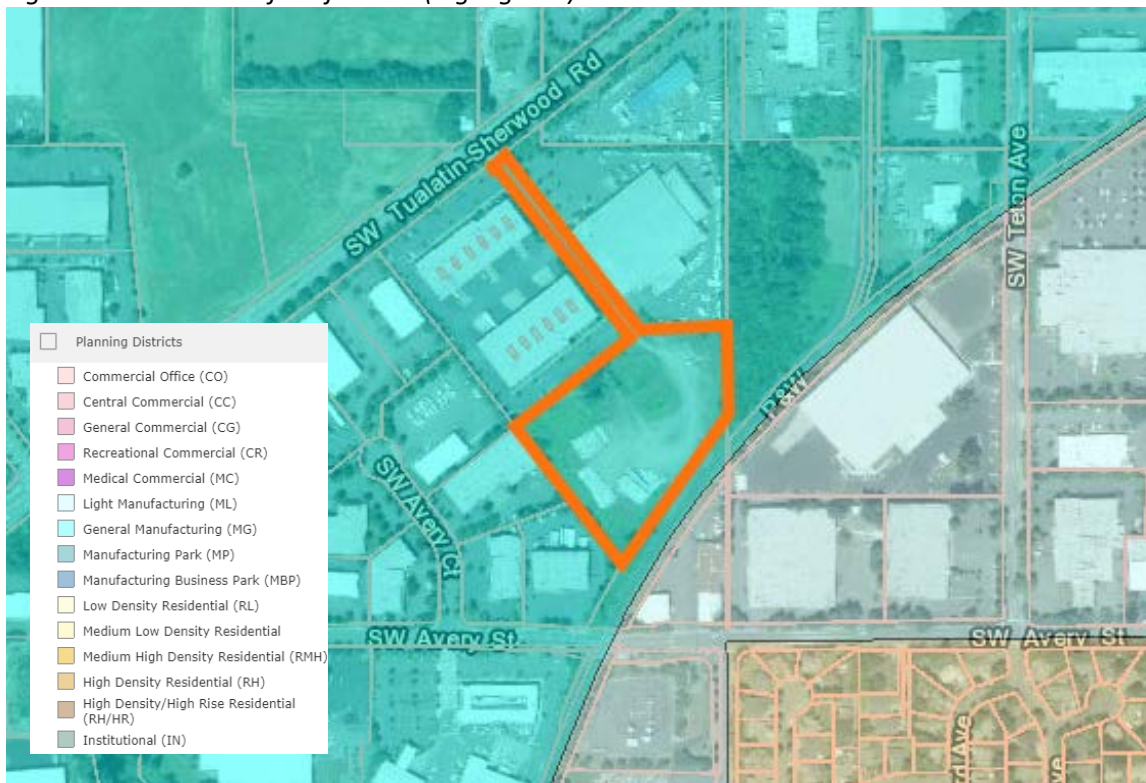 SW Tualatin-Sherwood Rd
SW Teton Ave
P&W
SW Avery Ct
SW Avery St
SW Avery St
Planning Districts
Commercial Office (CO)
Central Commercial (CC)
General Commercial (CG)
Recreational Commercial (CR)
Medical Commercial (MC)
Light Manufacturing (ML)
General Manufacturing (MG)
Manufacturing Park (MP)
Manufacturing Business Park (MBP)
Low Density Residential (RL)
Medium Low Density Residential
Medium High Density Residential (RMH)
High Density Residential (RH)
High Density/High Rise Residential
(RH/HR)
Institutional (IN)